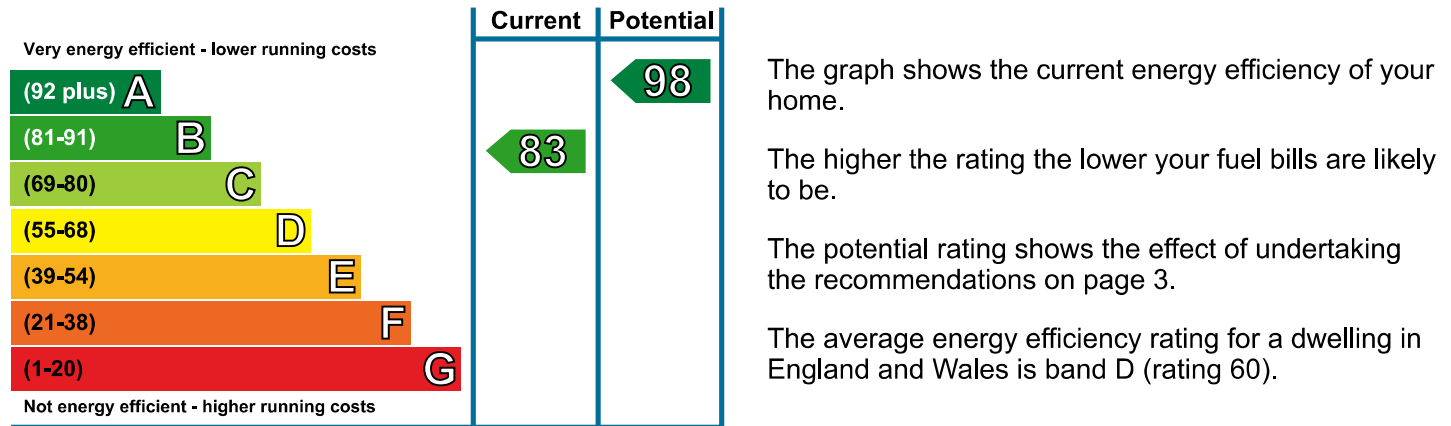 Current Potential
Very energy efficient - lower running costs
(92 plus) A
98
(81-91) B
83
(69-80) C
(55-68) D
(39-54) E
(21-38) F
(1-20) G
Not energy efficient - higher running costs
The graph shows the current energy efficiency of your
home.
The higher the rating the lower your fuel bills are likely
to be.
The potential rating shows the effect of undertaking
the recommendations on page 3.
The average energy efficiency rating for a dwelling in
England and Wales is band D (rating 60).